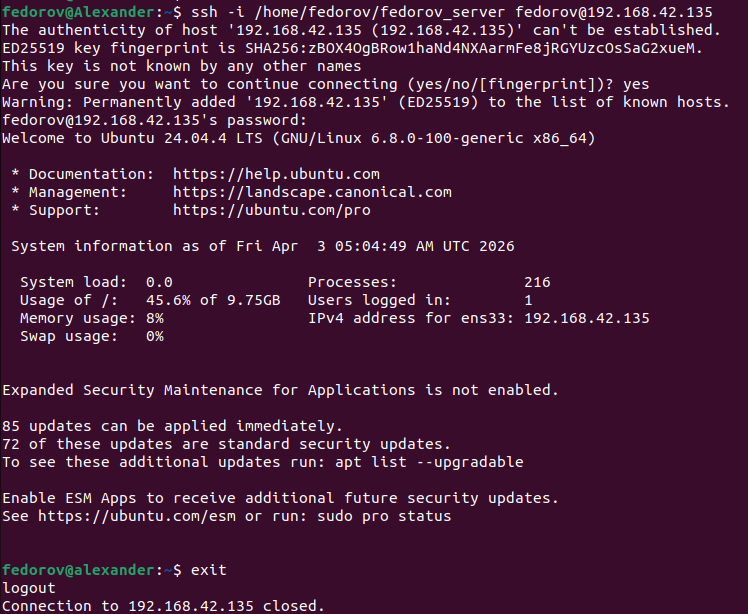 fedorov@Alexander:~$ ssh -i /home/fedorov/fedorov_server fedorov@192.168.42.135
The authenticity of host '192.168.42.135 (192.168.42.135)' can't be established.
ED25519 key fingerprint is SHA256:zBOX4OgBRow1haNd4NXAarmFe8jRGYUzcOsSaG2xueM.
This key is not known by any other names
Are you sure you want to continue connecting (yes/no/[fingerprint])? yes
Warning: Permanently added '192.168.42.135' (ED25519) to the list of known hosts.
fedorov@192.168.42.135's password:
Welcome to Ubuntu 24.04.4 LTS (GNU/Linux 6.8.0-100-generic x86_64)
* Documentation:  https://help.ubuntu.com
* Management:     https://landscape.canonical.com
* Support:        https://ubuntu.com/pro
System information as of Fri Apr  3 05:04:49 AM UTC 2026
System load:  0.0                Processes:              216
Usage of /:   45.6% of 9.75GB   Users logged in:        1
Memory usage: 8%                 IPv4 address for ens33: 192.168.42.135
Swap usage:   0%
Expanded Security Maintenance for Applications is not enabled.
85 updates can be applied immediately.
72 of these updates are standard security updates.
To see these additional updates run: apt list --upgradable
Enable ESM Apps to receive additional future security updates.
See https://ubuntu.com/esm or run: sudo pro status
fedorov@alexander:~$ exit
logout
Connection to 192.168.42.135 closed.